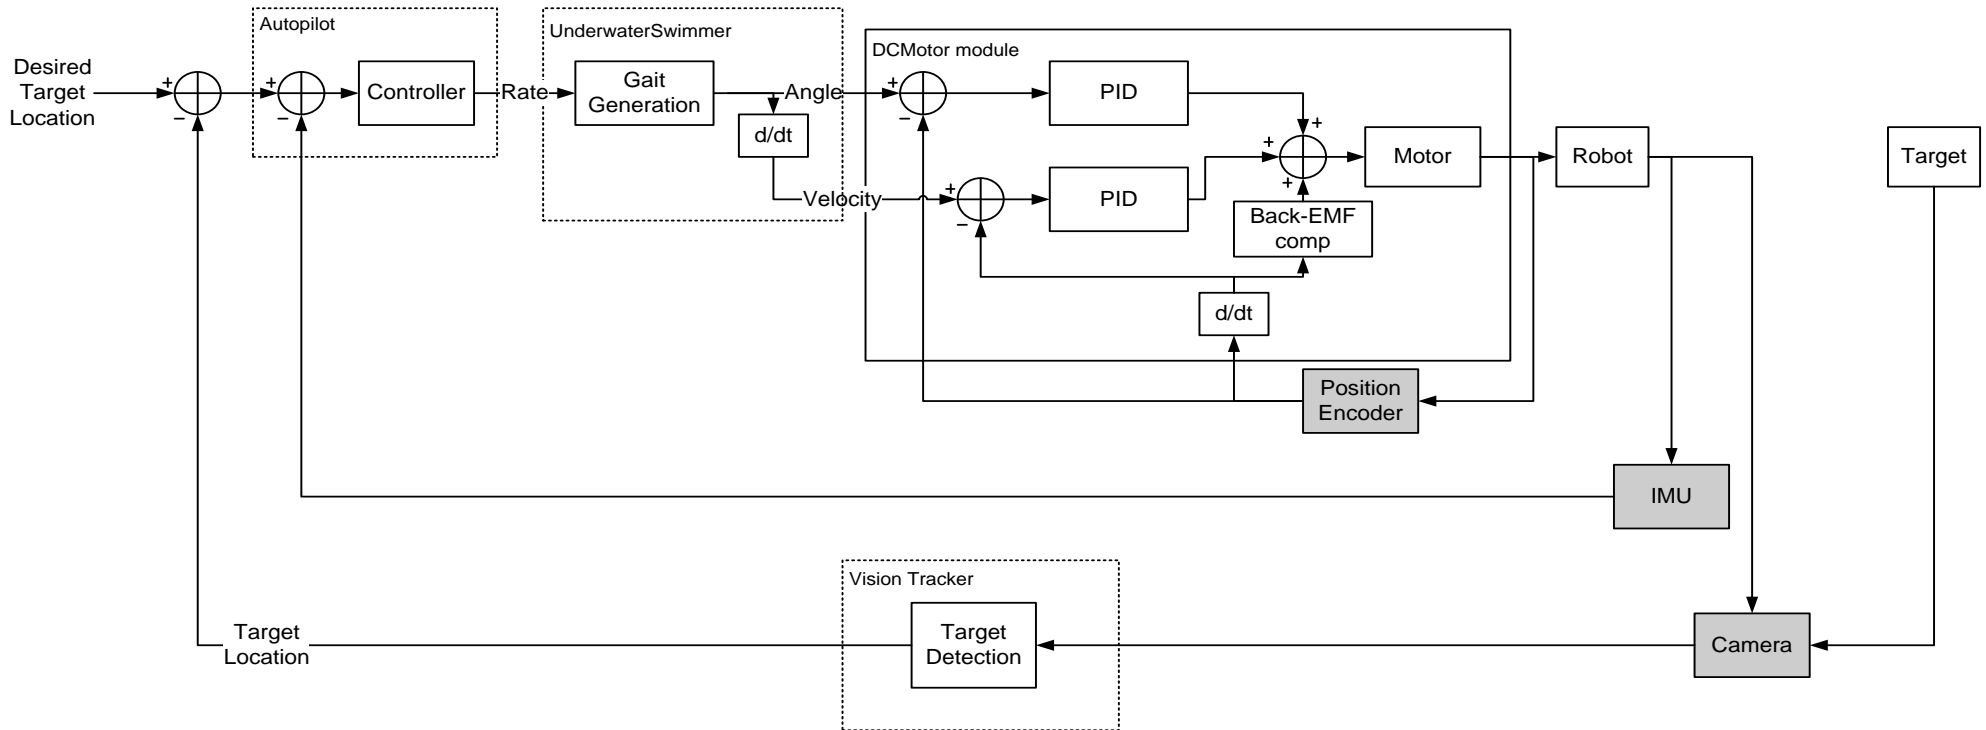 Autopilot
UnderwaterSwimmer
DCMotor module
Desired
Target
Location
+
−
+
−
Controller
Rate
Gait
Generation
Angle
d/dt
Velocity
+
−
PID
+
−
PID
+
+
+
Motor
Robot
Target
Back-EMF
comp
d/dt
Position
Encoder
IMU
Vision Tracker
Target
Location
Target
Detection
Camera